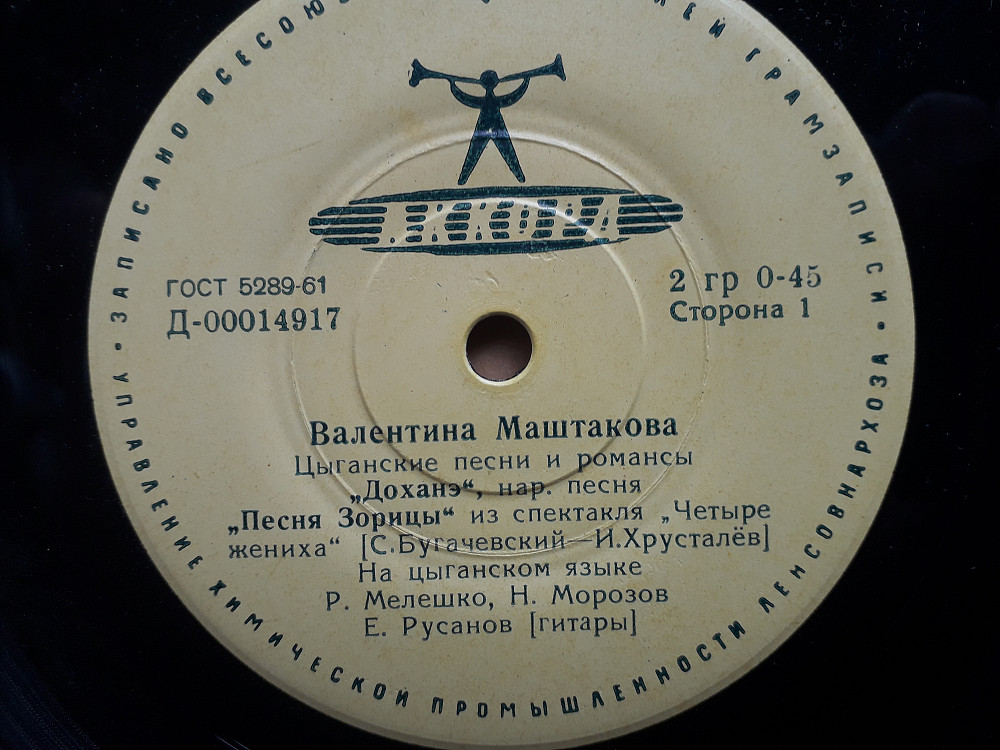 ЗАПИСАНО ГРАМЗАПИСИ
АККОРД
ГОСТ 5289-61
Д-00014917
2 гр 0-45
Сторона 1
Валентина Маштакова
Цыганские песни и романсы
„Доханэ“, нар. песня
„Песня Зорицы“ из спектакля „Четыре
жениха“ [С.Бугачевский—И.Хрусталёв]
На цыганском языке
Р. Мелешко, Н. Морозов
Е. Русанов [гитары]
УПРАВЛЕНИЕ ХИМИЧЕСКОЙ ПРОМЫШЛЕННОСТИ ЛЕНСОВНАРХОЗА